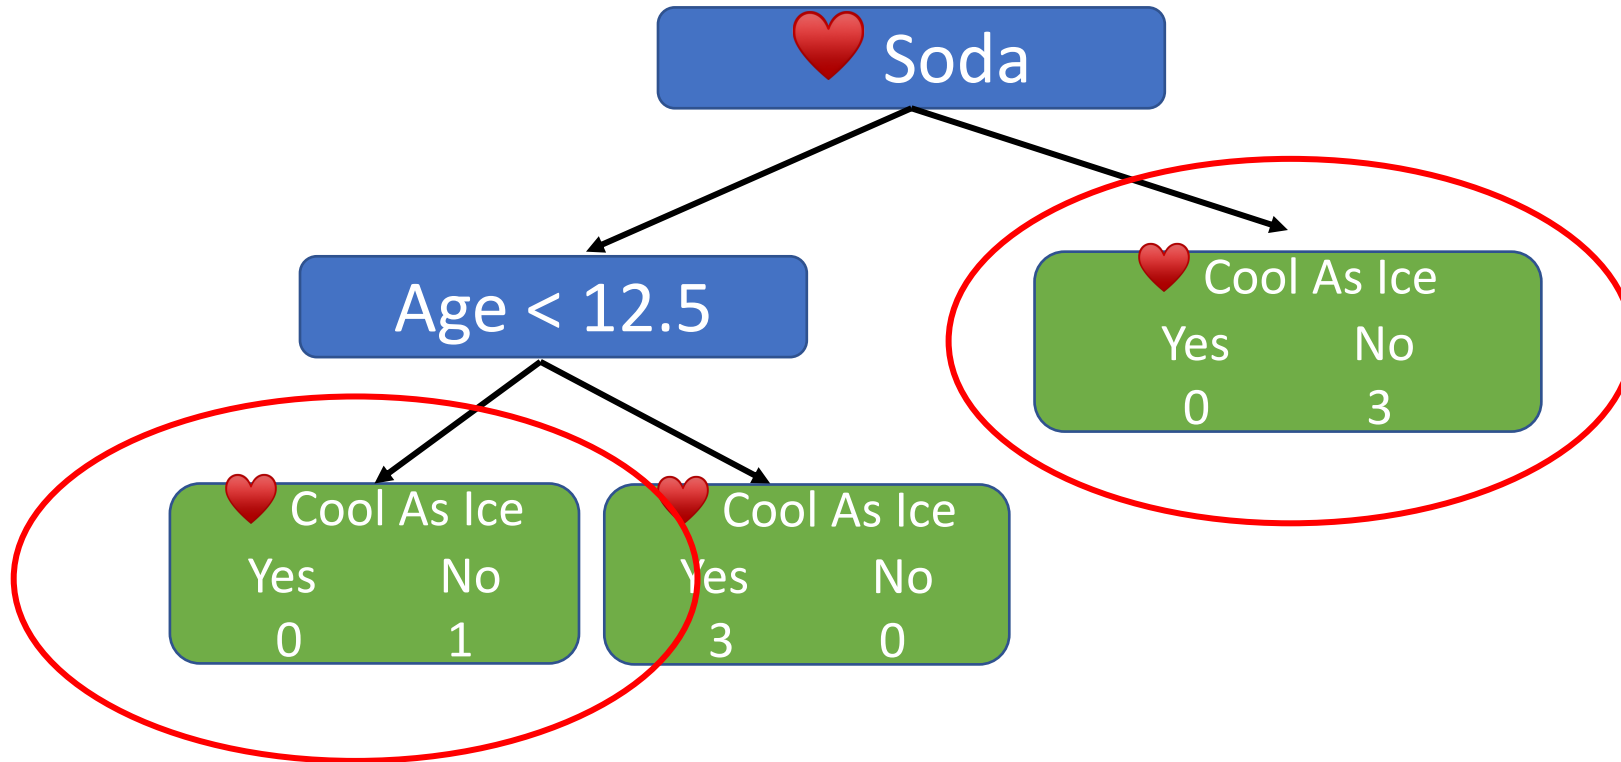 Soda
Age < 12.5
Cool As Ice
Yes No
0 3
Cool As Ice
Yes No
0 1
Cool As Ice
Yes No
3 0